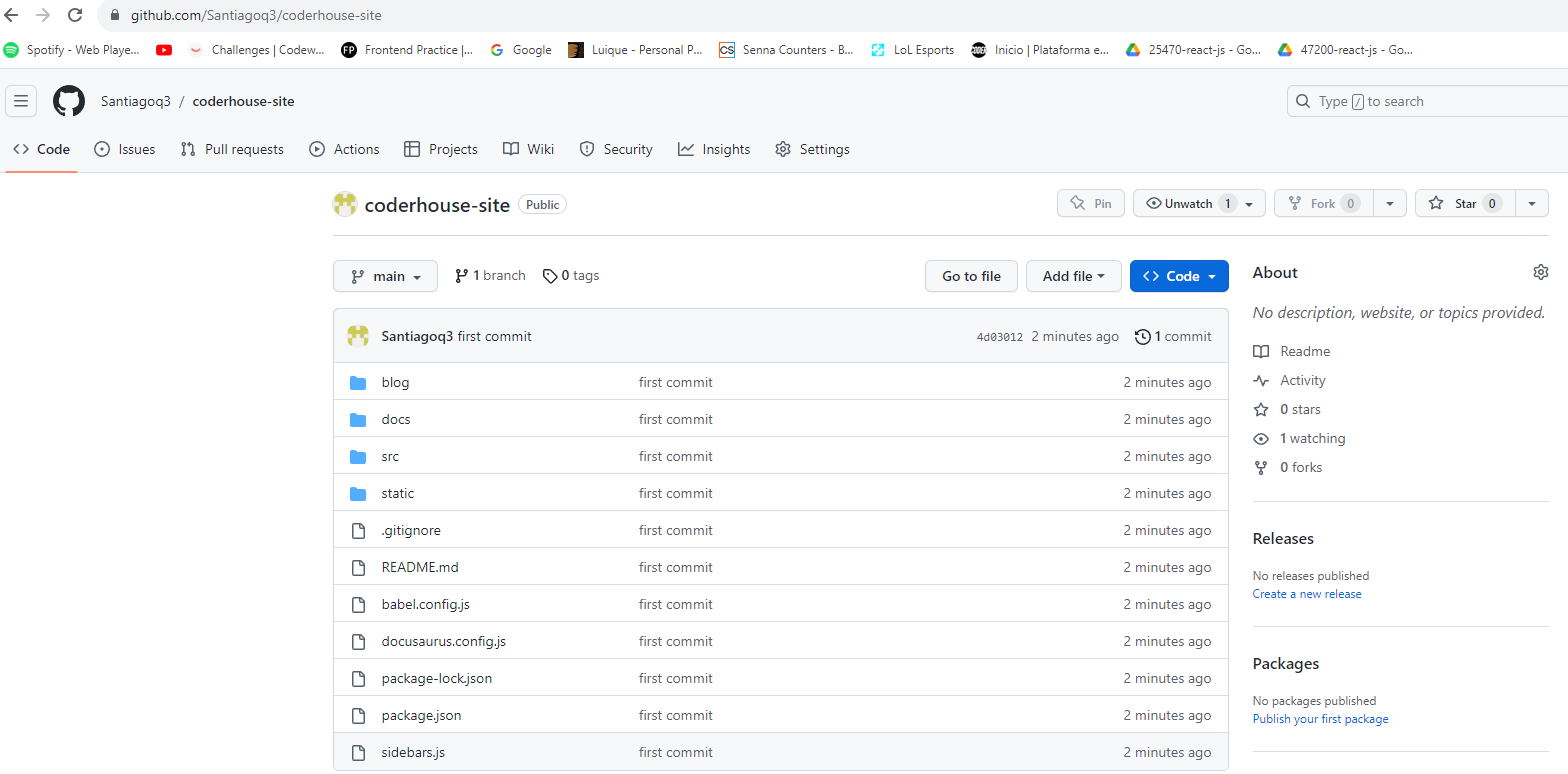 github.com/Santiagoq3/coderhouse-site
Spotify - Web Playe... Challenges | Codew... FP Frontend Practice |... Google Luique - Personal P... CS Senna Counters - B... LoL Esports CODER Inicio | Plataforma e... 25470-react-js - Go... 47200-react-js - Go...
Santiagoq3 / coderhouse-site Type / to search
Code Issues Pull requests Actions Projects Wiki Security Insights Settings
coderhouse-site Public Pin Unwatch 1 Fork 0 Star 0
main 1 branch 0 tags Go to file Add file Code About
No description, website, or topics provided.
Santiagoq3 first commit 4d03012 2 minutes ago 1 commit
Readme
blog first commit 2 minutes ago Activity
docs first commit 2 minutes ago 0 stars
1 watching
src first commit 2 minutes ago 0 forks
static first commit 2 minutes ago
.gitignore first commit 2 minutes ago Releases
README.md first commit 2 minutes ago No releases published
Create a new release
babel.config.js first commit 2 minutes ago
docusaurus.config.js first commit 2 minutes ago
Packages
package-lock.json first commit 2 minutes ago
No packages published
package.json first commit 2 minutes ago Publish your first package
sidebars.js first commit 2 minutes ago